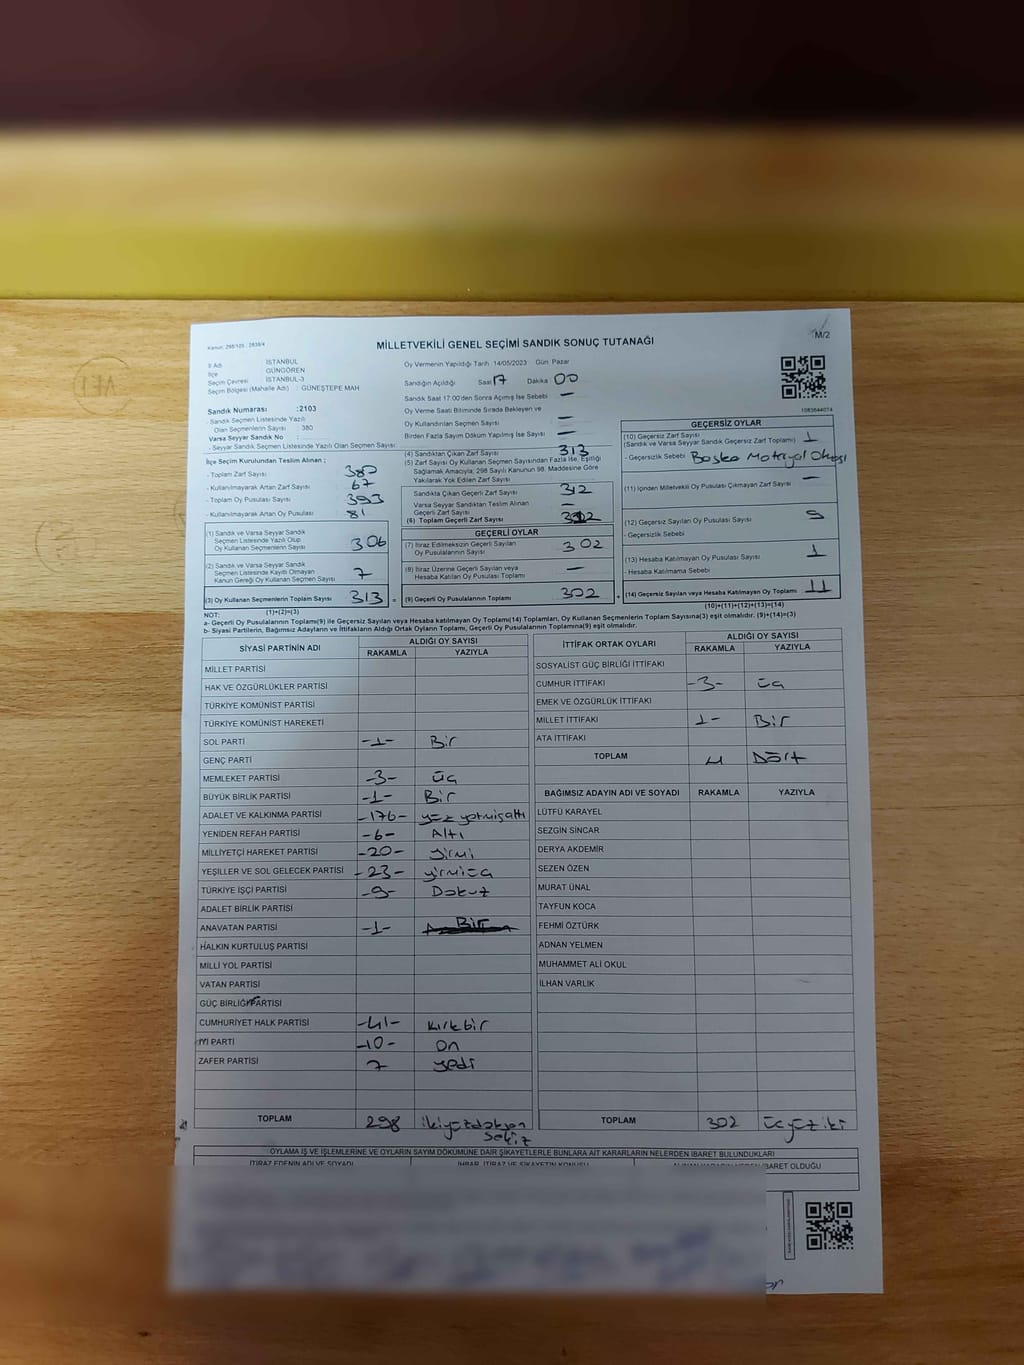 Kanun: 298/105 - 2839/4
M/2
MİLLETVEKİLİ GENEL SEÇİMİ SANDIK SONUÇ TUTANAĞI
İl Adı : İSTANBUL
İlçe : GÜNGÖREN
Seçim Çevresi : İSTANBUL-3
Seçim Bölgesi (Mahalle Adı) : GÜNEŞTEPE MAH
Sandık Numarası :2103
- Sandık Seçmen Listesinde Yazılı
Olan Seçmenlerin Sayısı : 380
Varsa Seyyar Sandık No :
- Seyyar Sandık Seçmen Listesinde Yazılı Olan Seçmen Sayısı:
Oy Vermenin Yapıldığı Tarih :14/05/2023 Gün: Pazar
Sandığın Açıldığı Saat 17 Dakika 00
Sandık Saat 17.00'den Sonra Açımış İse Sebebi —
Oy Verme Saati Bitiminde Sırada Bekleyen ve
Oy Kullandırılan Seçmen Sayısı —
Birden Fazla Sayım Döküm Yapılmış İse Sayısı —
1083644074
İlçe Seçim Kurulundan Teslim Alınan ;
- Toplam Zarf Sayısı 380
- Kullanılmayarak Artan Zarf Sayısı 67
- Toplam Oy Pusulası Sayısı 393
- Kullanılmayarak Artan Oy Pusulası 81
(1) Sandık ve Varsa Seyyar Sandık
Seçmen Listesinde Yazılı Olup
Oy Kullanan Seçmenlerin Sayısı 306
(2) Sandık ve Varsa Seyyar Sandık
Seçmen Listesinde Kayıtlı Olmayan
Kanun Gereği Oy Kullanan Seçmen Sayısı 7
(3) Oy Kullanan Seçmenlerin Toplam Sayısı 313 =
(1)+(2)=(3)
(4) Sandıktan Çıkan Zarf Sayısı 313
(5) Zarf Sayısı Oy Kullanan Seçmen Sayısından Fazla İse, Eşitliği
Sağlamak Amacıyla; 298 Sayılı Kanunun 98. Maddesine Göre
Yakılarak Yok Edilen Zarf Sayısı
Sandıkta Çıkan Geçerli Zarf Sayısı 312
Varsa Seyyar Sandıktan Teslim Alınan
Geçerli Zarf Sayısı —
(6) Toplam Geçerli Zarf Sayısı 312
GEÇERLİ OYLAR
(7) İtiraz Edilmeksizin Geçerli Sayılan
Oy Pusulalarının Sayısı 302
(8) İtiraz Üzerine Geçerli Sayılan veya
Hesaba Katılan Oy Pusulası Toplamı —
(9) Geçerli Oy Pusulalarının Toplamı 302 +
GEÇERSİZ OYLAR
(10) Geçersiz Zarf Sayısı 1
(Sandık ve Varsa Seyyar Sandık Geçersiz Zarf Toplamı)
- Geçersizlik Sebebi Başka Materyal
(11) İçinden Milletvekili Oy Pusulası Çıkmayan Zarf Sayısı —
(12) Geçersiz Sayılan Oy Pusulası Sayısı 9
- Geçersizlik Sebebi
(13) Hesaba Katılmayan Oy Pusulası Sayısı 1
- Hesaba Katılmama Sebebi
(14) Geçersiz Sayılan veya Hesaba Katılmayan Oy Toplamı 11
(10)+(11)+(12)+(13)=(14)
NOT:
a- Geçerli Oy Pusulalarının Toplamı(9) ile Geçersiz Sayılan veya Hesaba katılmayan Oy Toplamı(14) Toplamları, Oy Kullanan Seçmenlerin Toplam Sayısına(3) eşit olmalıdır. (9)+(14)=(3)
b- Siyasi Partilerin, Bağımsız Adayların ve İttifakların Aldığı Ortak Oyların Toplamı, Geçerli Oy Pusulalarının Toplamına(9) eşit olmalıdır.
SİYASİ PARTİNİN ADI ALDIĞI OY SAYISI
RAKAMLA YAZIYLA
MİLLET PARTİSİ
HAK VE ÖZGÜRLÜKLER PARTİSİ
TÜRKİYE KOMÜNİST PARTİSİ
TÜRKİYE KOMÜNİST HAREKETİ
SOL PARTİ -1- Bir
GENÇ PARTİ
MEMLEKET PARTİSİ -3- üç
BÜYÜK BİRLİK PARTİSİ -1- Bir
ADALET VE KALKINMA PARTİSİ -176- yüz yetmişaltı
YENİDEN REFAH PARTİSİ -6- Altı
MİLLİYETÇİ HAREKET PARTİSİ -20- yirmi
YEŞİLLER VE SOL GELECEK PARTİSİ -23- yirmiüç
TÜRKİYE İŞÇİ PARTİSİ -9- Dokuz
ADALET BİRLİK PARTİSİ
ANAVATAN PARTİSİ -1- Bir
HALKIN KURTULUŞ PARTİSİ
MİLLİ YOL PARTİSİ
VATAN PARTİSİ
GÜÇ BİRLİĞİ PARTİSİ
CUMHURİYET HALK PARTİSİ -41- kırkbir
İYİ PARTİ -10- on
ZAFER PARTİSİ 7 yedi
TOPLAM 298 ikiyüzdoksan
sekiz
İTTİFAK ORTAK OYLARI ALDIĞI OY SAYISI
RAKAMLA YAZIYLA
SOSYALİST GÜÇ BİRLİĞİ İTTİFAKI
CUMHUR İTTİFAKI -3- üç
EMEK VE ÖZGÜRLÜK İTTİFAKI
MİLLET İTTİFAKI 1- Bir
ATA İTTİFAKI
TOPLAM 4 Dört
BAĞIMSIZ ADAYIN ADI VE SOYADI RAKAMLA YAZIYLA
LÜTFÜ KARAYEL
SEZGİN SİNCAR
DERYA AKDEMİR
SEZEN ÖZEN
MURAT ÜNAL
TAYFUN KOCA
FEHMİ ÖZTÜRK
ADNAN YELMEN
MUHAMMET ALİ OKUL
İLHAN VARLIK
TOPLAM 302 üçyüziki
OYLAMA İŞ VE İŞLEMLERİNE VE OYLARIN SAYIM DÖKÜMÜNE DAİR ŞİKAYETLERLE BUNLARA AİT KARARLARIN NELERDEN İBARET BULUNDUKLARI
İTİRAZ EDENİN ADI VE SOYADI İHBAR, İTİRAZ VE ŞİKAYETİN KONUSU İBARET OLDUĞU